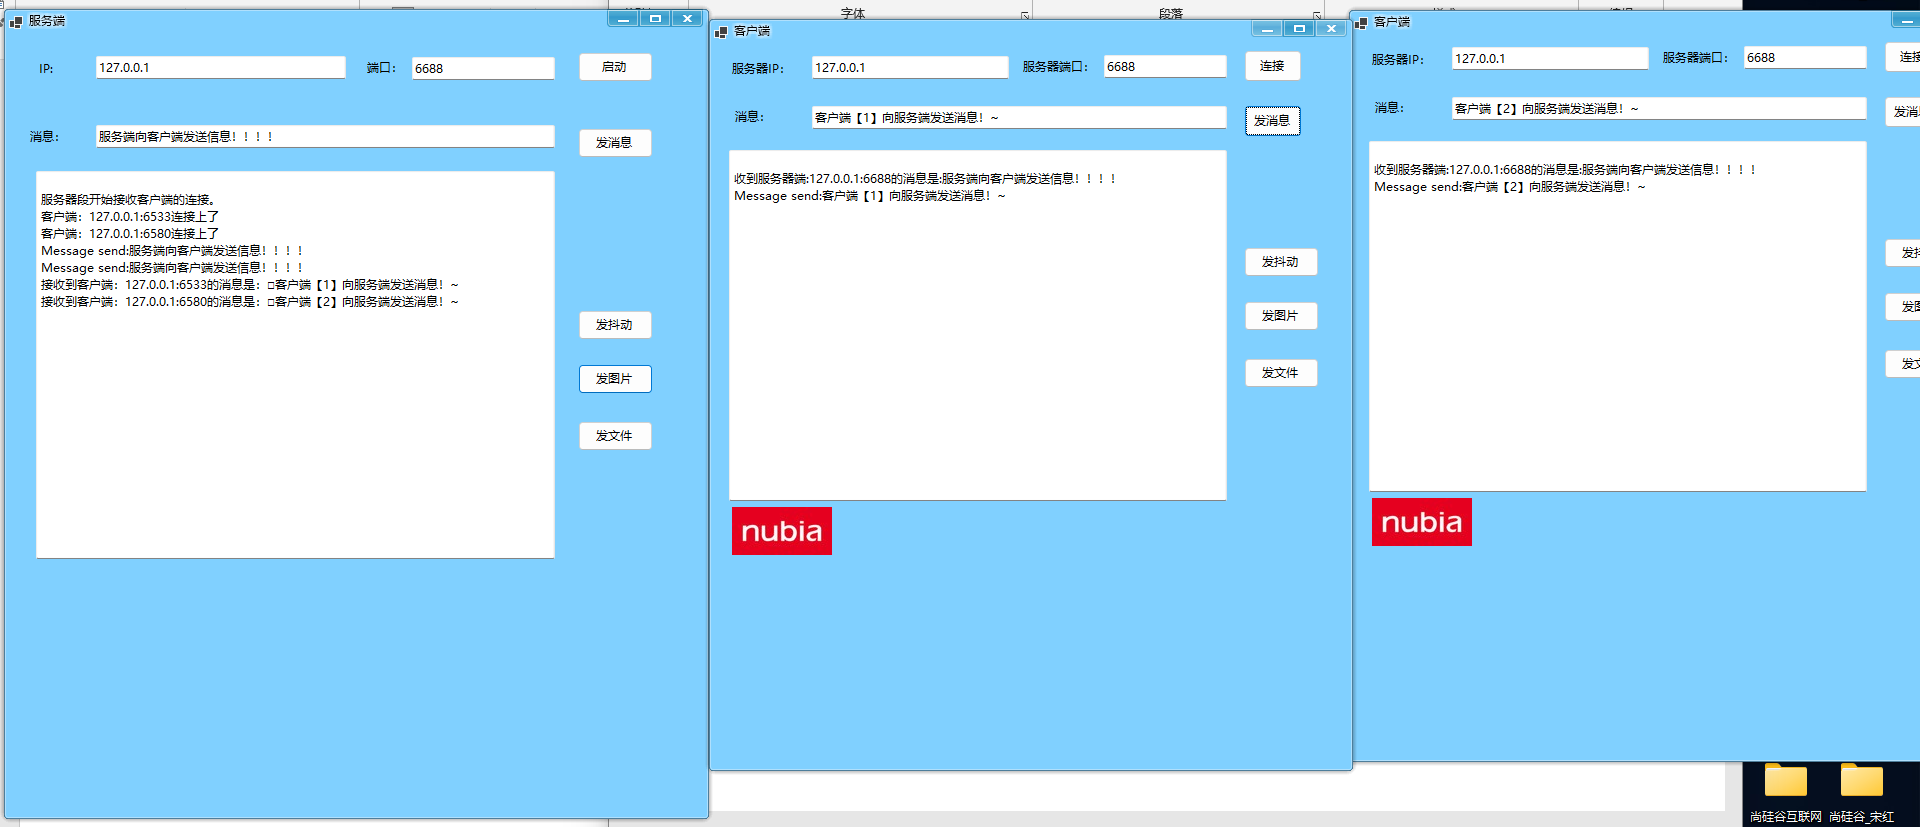 字体
段落
服务端
IP:
127.0.0.1
端口：
6688
启动
消息：
服务端向客户端发送信息！！！！
发消息
服务器段开始接收客户端的连接。
客户端：127.0.0.1:6533连接上了
客户端：127.0.0.1:6580连接上了
Message send:服务端向客户端发送信息！！！！
Message send:服务端向客户端发送信息！！！！
接收到客户端：127.0.0.1:6533的消息是：□客户端【1】向服务端发送消息！~
接收到客户端：127.0.0.1:6580的消息是：□客户端【2】向服务端发送消息！~
发抖动
发图片
发文件
客户端
服务器IP：
127.0.0.1
服务器端口：
6688
连接
消息：
客户端【1】向服务端发送消息！~
发消息
收到服务器端:127.0.0.1:6688的消息是:服务端向客户端发送信息！！！！
Message send:客户端【1】向服务端发送消息！~
发抖动
发图片
发文件
nubia
客户端
服务器IP：
127.0.0.1
服务器端口：
6688
连接
消息：
客户端【2】向服务端发送消息！~
发消
收到服务器端:127.0.0.1:6688的消息是:服务端向客户端发送信息！！！！
Message send:客户端【2】向服务端发送消息！~
发抖
发图
发文
nubia
尚硅谷互联网
尚硅谷_宋红